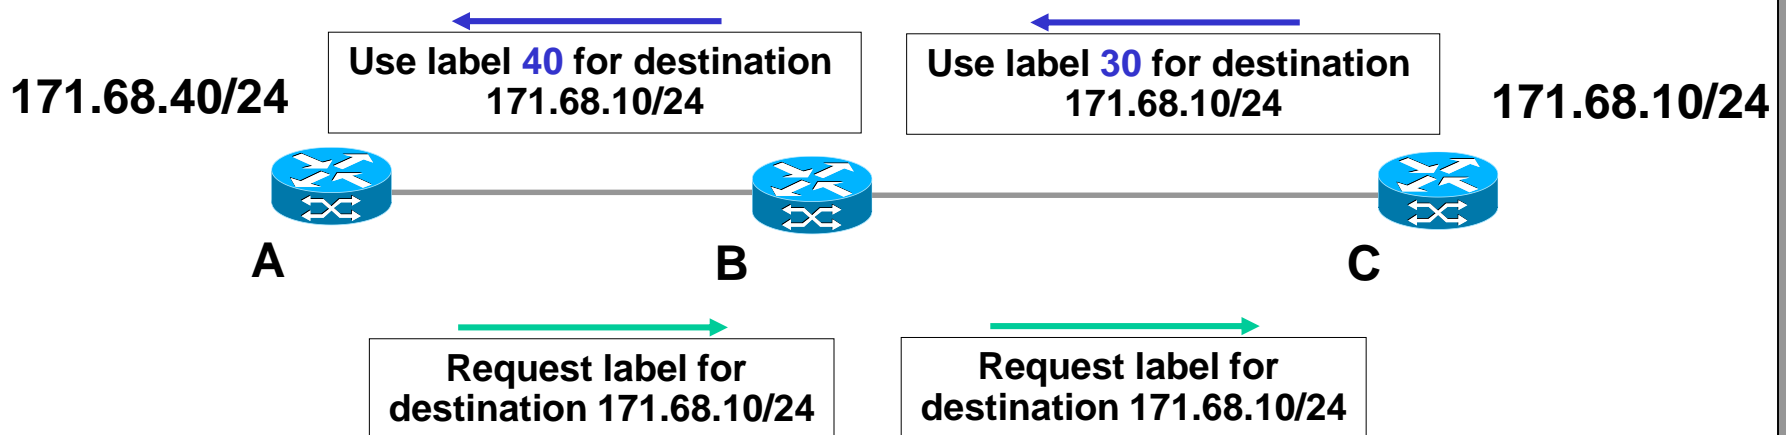 Use label 40 for destination
171.68.10/24
Use label 30 for destination
171.68.10/24
171.68.40/24
171.68.10/24
A
B
C
Request label for
destination 171.68.10/24
Request label for
destination 171.68.10/24